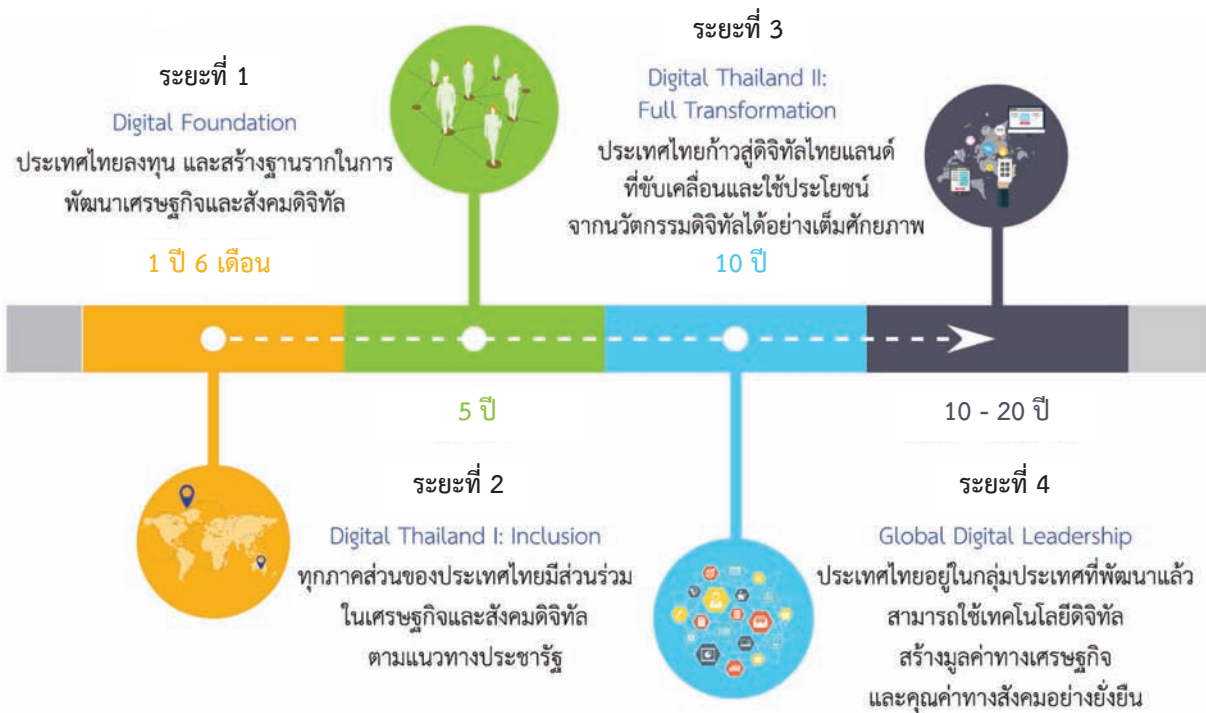 ระยะที่ 1
Digital Foundation
ประเทศไทยลงทุน และสร้างฐานรากในการ
พัฒนาเศรษฐกิจและสังคมดิจิทัล
1 ปี 6 เดือน
5 ปี
ระยะที่ 2
Digital Thailand I: Inclusion
ทุกภาคส่วนของประเทศไทยมีส่วนร่วม
ในเศรษฐกิจและสังคมดิจิทัล
ตามแนวทางประชารัฐ
ระยะที่ 3
Digital Thailand II:
Full Transformation
ประเทศไทยก้าวสู่ดิจิทัลไทยแลนด์
ที่ขับเคลื่อนและใช้ประโยชน์
จากนวัตกรรมดิจิทัลได้อย่างเต็มศักยภาพ
10 ปี
10 - 20 ปี
ระยะที่ 4
Global Digital Leadership
ประเทศไทยอยู่ในกลุ่มประเทศที่พัฒนาแล้ว
สามารถใช้เทคโนโลยีดิจิทัล
สร้างมูลค่าทางเศรษฐกิจ
และคุณค่าทางสังคมอย่างยั่งยืน